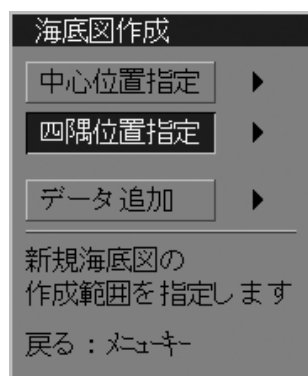 海底図作成
中心位置指定
四隅位置指定
データ追加
新規海底図の
作成範囲を指定します
戻る：ﾒﾆｭｰｷｰ